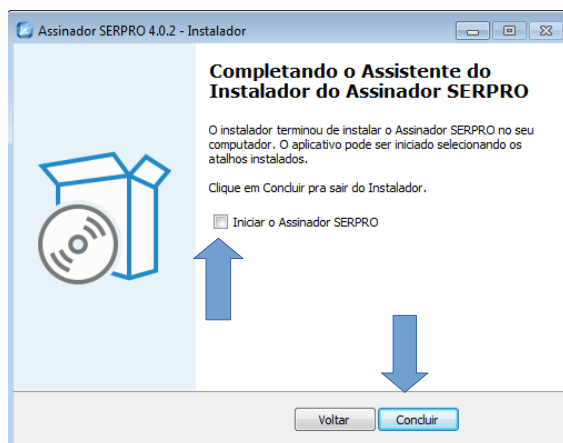 Assinador SERPRO 4.0.2 - Instalador
Completando o Assistente do
Instalador do Assinador SERPRO
O instalador terminou de instalar o Assinador SERPRO no seu
computador. O aplicativo pode ser iniciado selecionando os
atalhos instalados.
Clique em Concluir pra sair do Instalador.
Iniciar o Assinador SERPRO
Voltar
Concluir